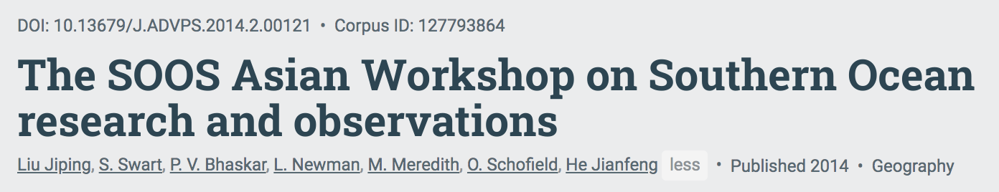 DOI: 10.13679/J.ADVPS.2014.2.00121 • Corpus ID: 127793864
The SOOS Asian Workshop on Southern Ocean
research and observations
Liu Jiping, S. Swart, P. V. Bhaskar, L. Newman, M. Meredith, O. Schofield, He Jianfeng less • Published 2014 • Geography